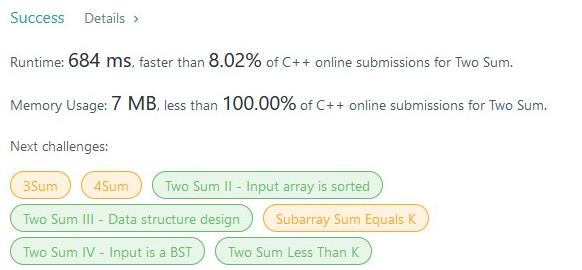 Success Details >
Runtime: 684 ms, faster than 8.02% of C++ online submissions for Two Sum.
Memory Usage: 7 MB, less than 100.00% of C++ online submissions for Two Sum.
Next challenges:
3Sum 4Sum Two Sum II - Input array is sorted
Two Sum III - Data structure design Subarray Sum Equals K
Two Sum IV - Input is a BST Two Sum Less Than K